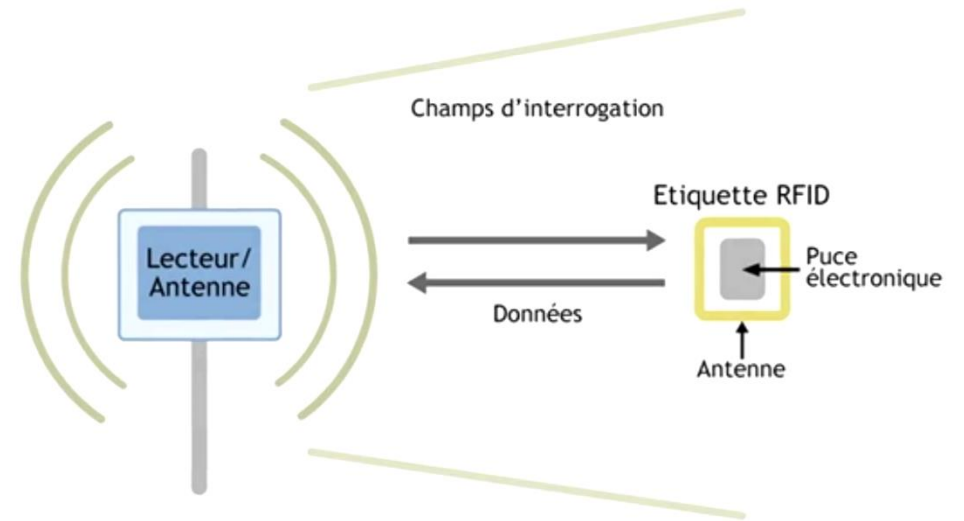 Champs d'interrogation
Etiquette RFID
Lecteur/
Antenne
Puce
électronique
Données
Antenne